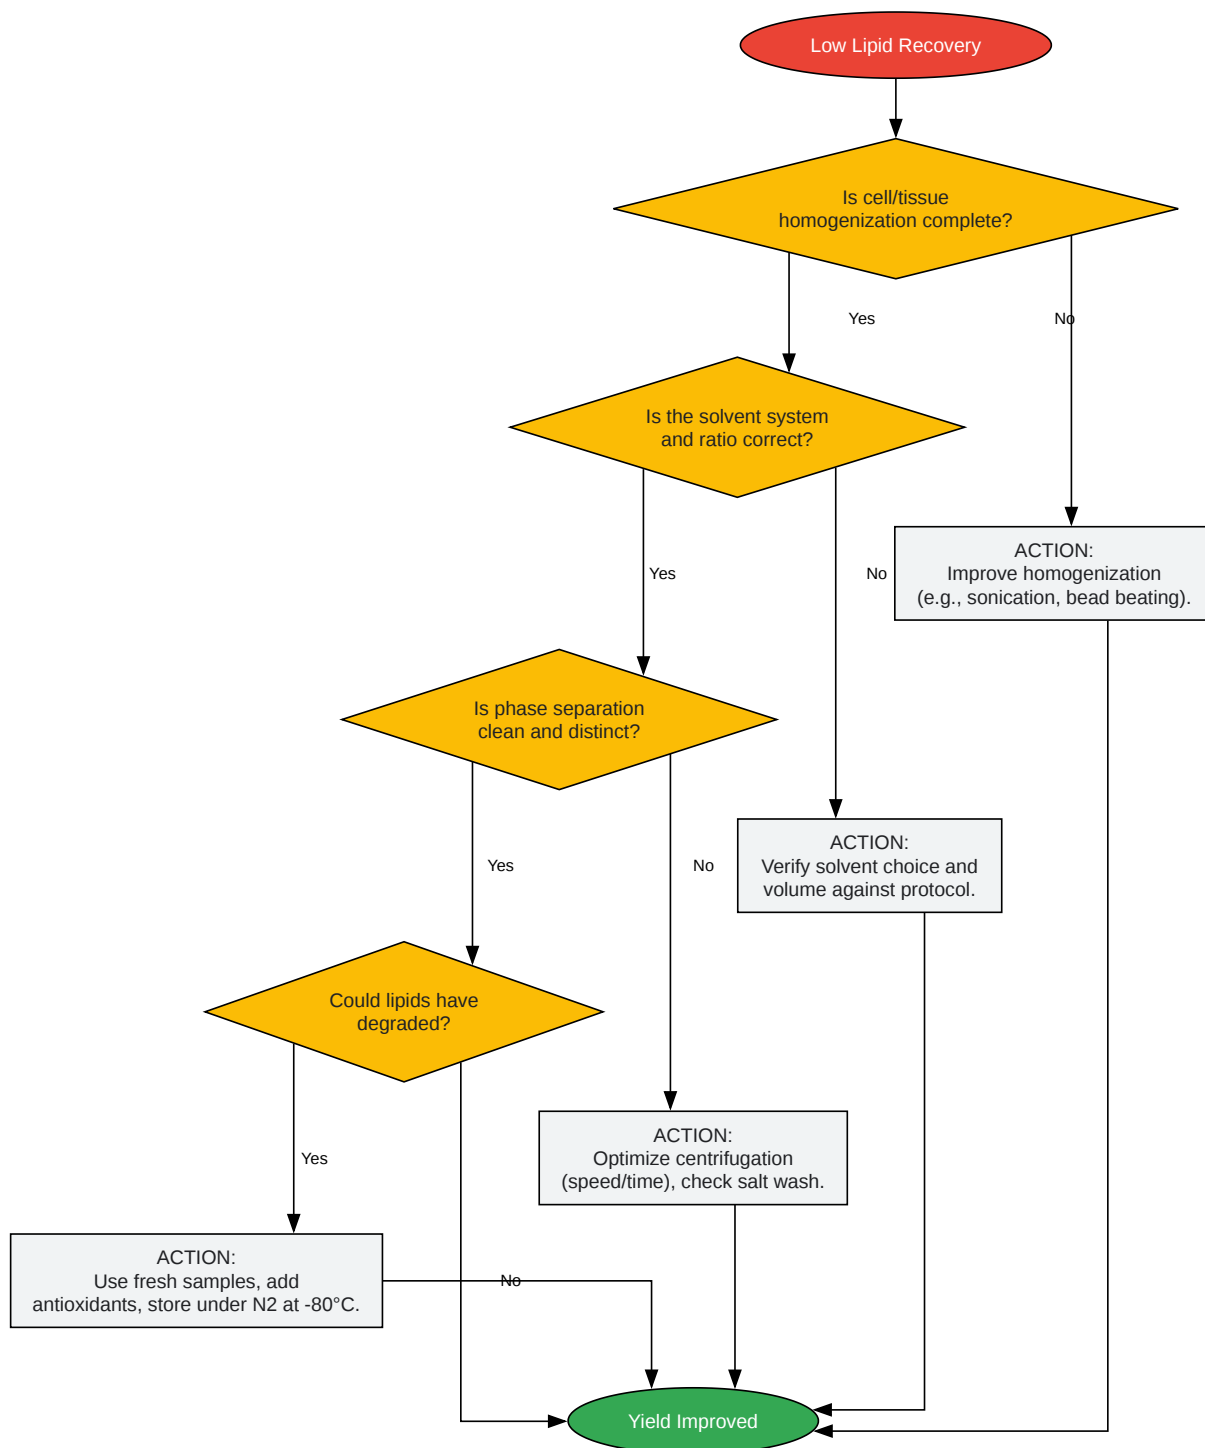 Low Lipid Recovery
Is cell/tissue
homogenization complete?
Yes
No
Is the solvent system
and ratio correct?
Yes
No
ACTION:
Improve homogenization
(e.g., sonication, bead beating).
Is phase separation
clean and distinct?
Yes
No
ACTION:
Verify solvent choice and
volume against protocol.
Could lipids have
degraded?
Yes
ACTION:
Optimize centrifugation
(speed/time), check salt wash.
ACTION:
Use fresh samples, add
antioxidants, store under N2 at -80°C.
No
Yield Improved